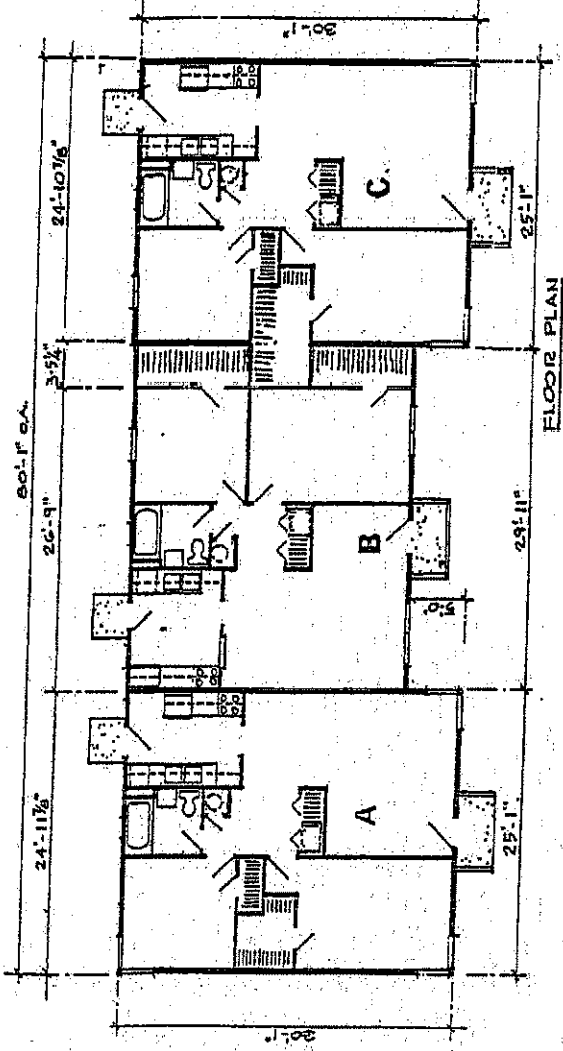 30'-1"
80'-1" O.A.
24'-11⅞"
26'-9"
3'-5¼"
24'-10⅞"
A
B
C.
5'-0"
25'-1"
29'-11"
25'-1"
30'-1"
FLOOR PLAN